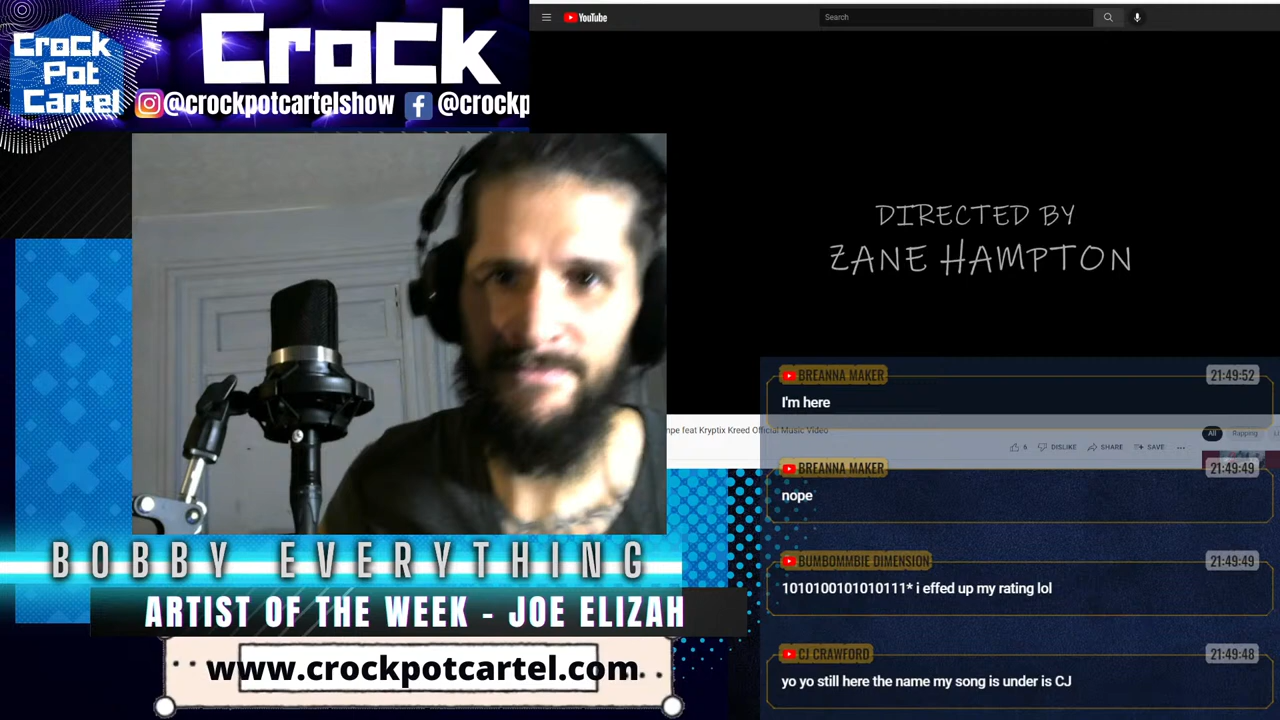 Crock
Pot
Cartel
Crock
@crockpotcartelshow @crockp
YouTube
Search
DIRECTED BY
ZANE HAMPTON
feat Kryptix Kreed Official Music Video
All
Rapping
6 DISLIKE SHARE SAVE
BREANNA MAKER 21:49:52
I'm here
BREANNA MAKER 21:49:49
nope
BUMBOMMBIE DIMENSION 21:49:49
1010100101010111* i effed up my rating lol
CJ CRAWFORD 21:49:48
yo yo still here the name my song is under is CJ
BOBBY EVERYTHING
ARTIST OF THE WEEK - JOE ELIZAH
www.crockpotcartel.com